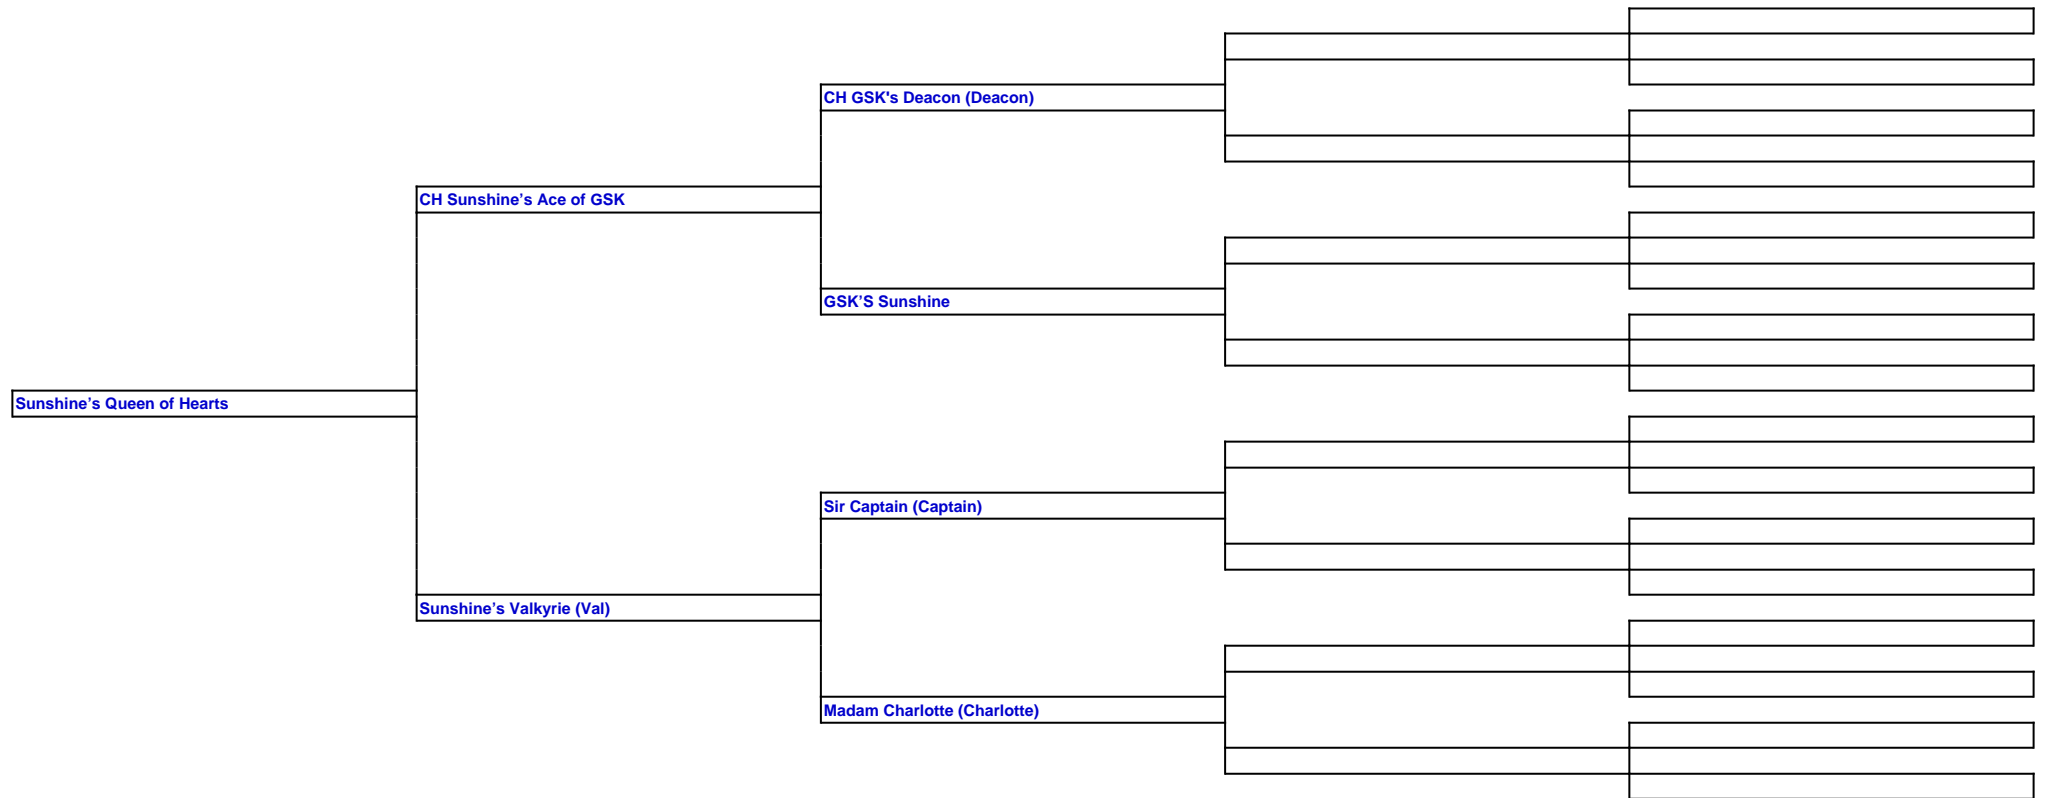 CH GSK's Deacon (Deacon)
CH Sunshine’s Ace of GSK
GSK’S Sunshine
Sunshine’s Queen of Hearts
Sir Captain (Captain)
Sunshine’s Valkyrie (Val)
Madam Charlotte (Charlotte)